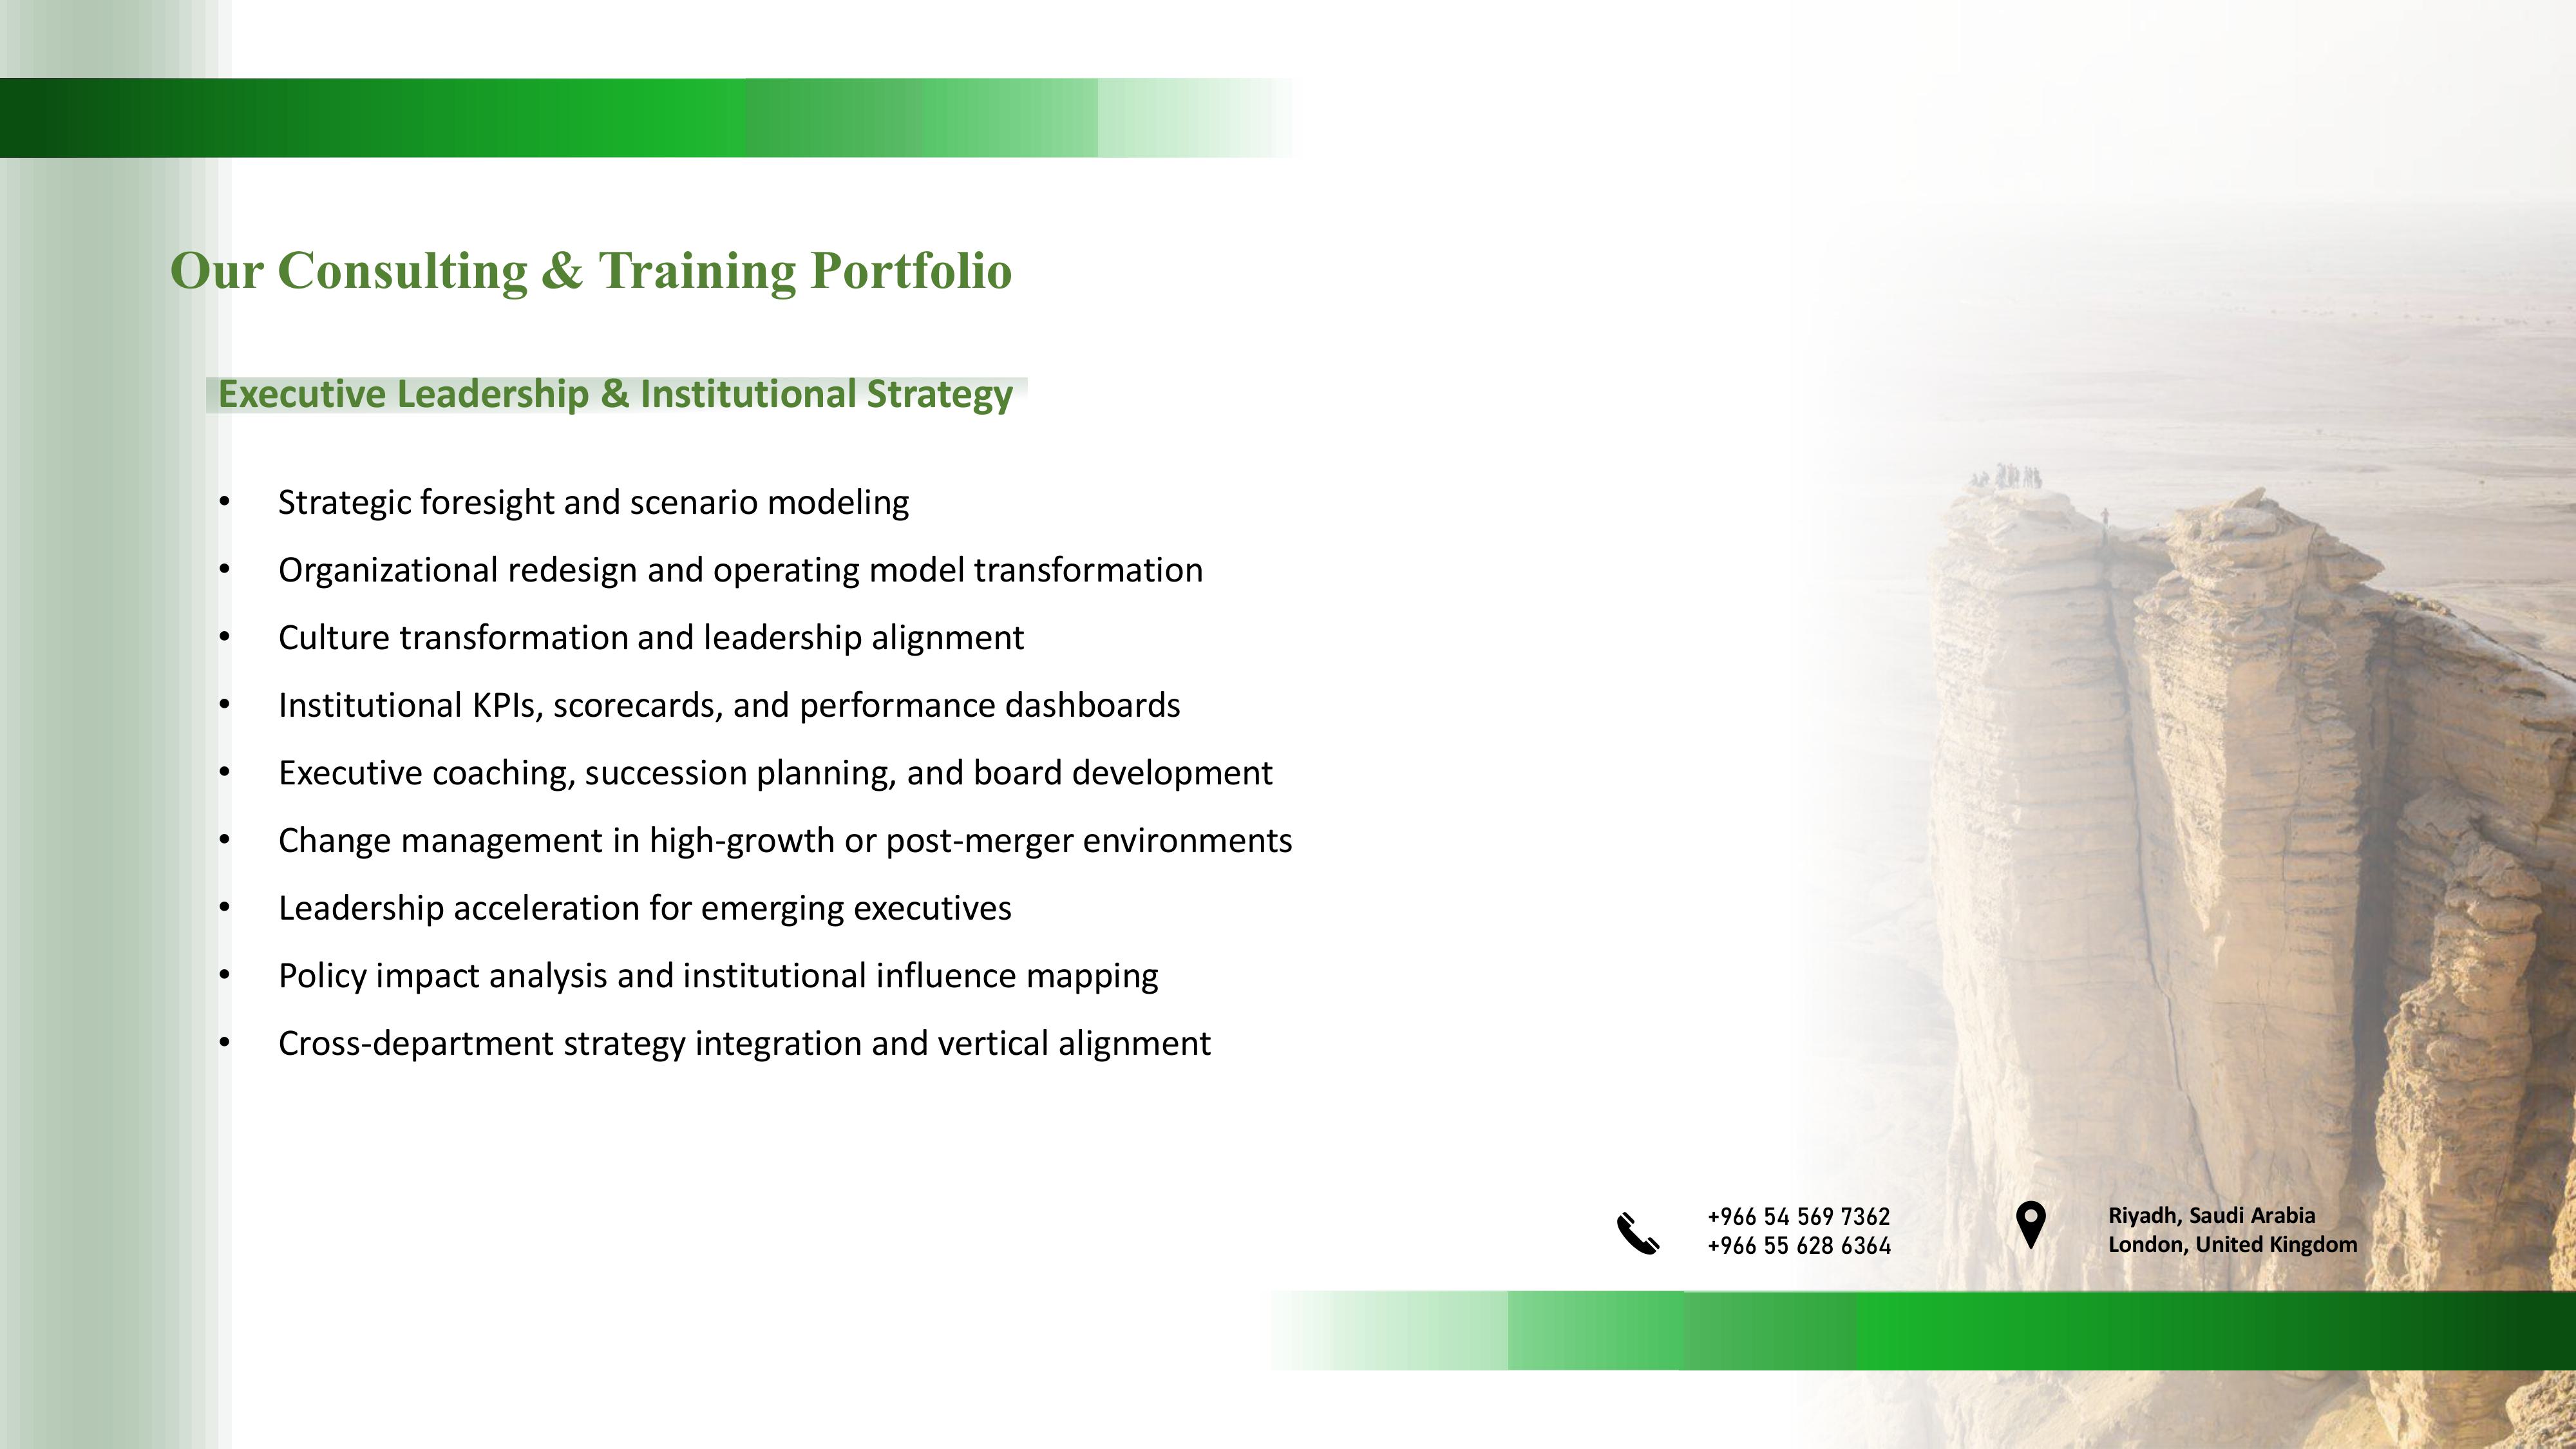 Our Consulting & Training Portfolio
Executive Leadership & Institutional Strategy
• Strategic foresight and scenario modeling
• Organizational redesign and operating model transformation
• Culture transformation and leadership alignment
• Institutional KPIs, scorecards, and performance dashboards
• Executive coaching, succession planning, and board development
• Change management in high-growth or post-merger environments
• Leadership acceleration for emerging executives
• Policy impact analysis and institutional influence mapping
• Cross-department strategy integration and vertical alignment
+966 54 569 7362
+966 55 628 6364
Riyadh, Saudi Arabia
London, United Kingdom